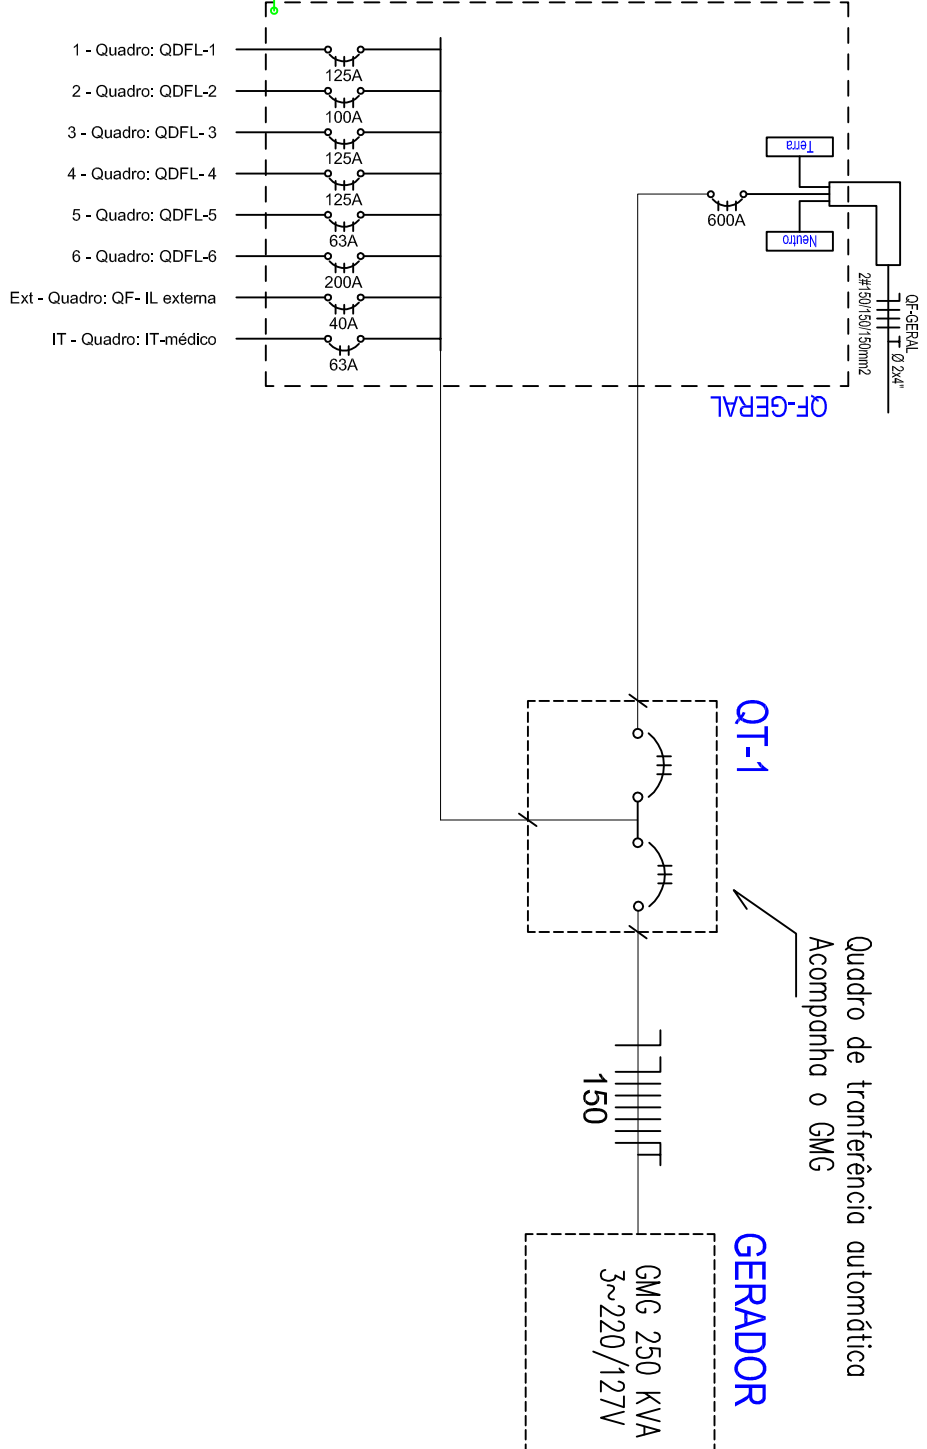 1 - Quadro: QDFL-1
125A
2 - Quadro: QDFL-2
100A
3 - Quadro: QDFL- 3
125A
4 - Quadro: QDFL- 4
125A
5 - Quadro: QDFL-5
63A
6 - Quadro: QDFL-6
200A
Ext - Quadro: QF- IL externa
40A
IT - Quadro: IT-médico
63A
Terra
600A
Neutro
QF-GERAL
Ø 2x4"
2#150/150/150mm2
QF-GERAL
QT-1
Quadro de tranferência automática
Acompanha o GMG
150
GERADOR
GMG 250 KVA
3~220/127V